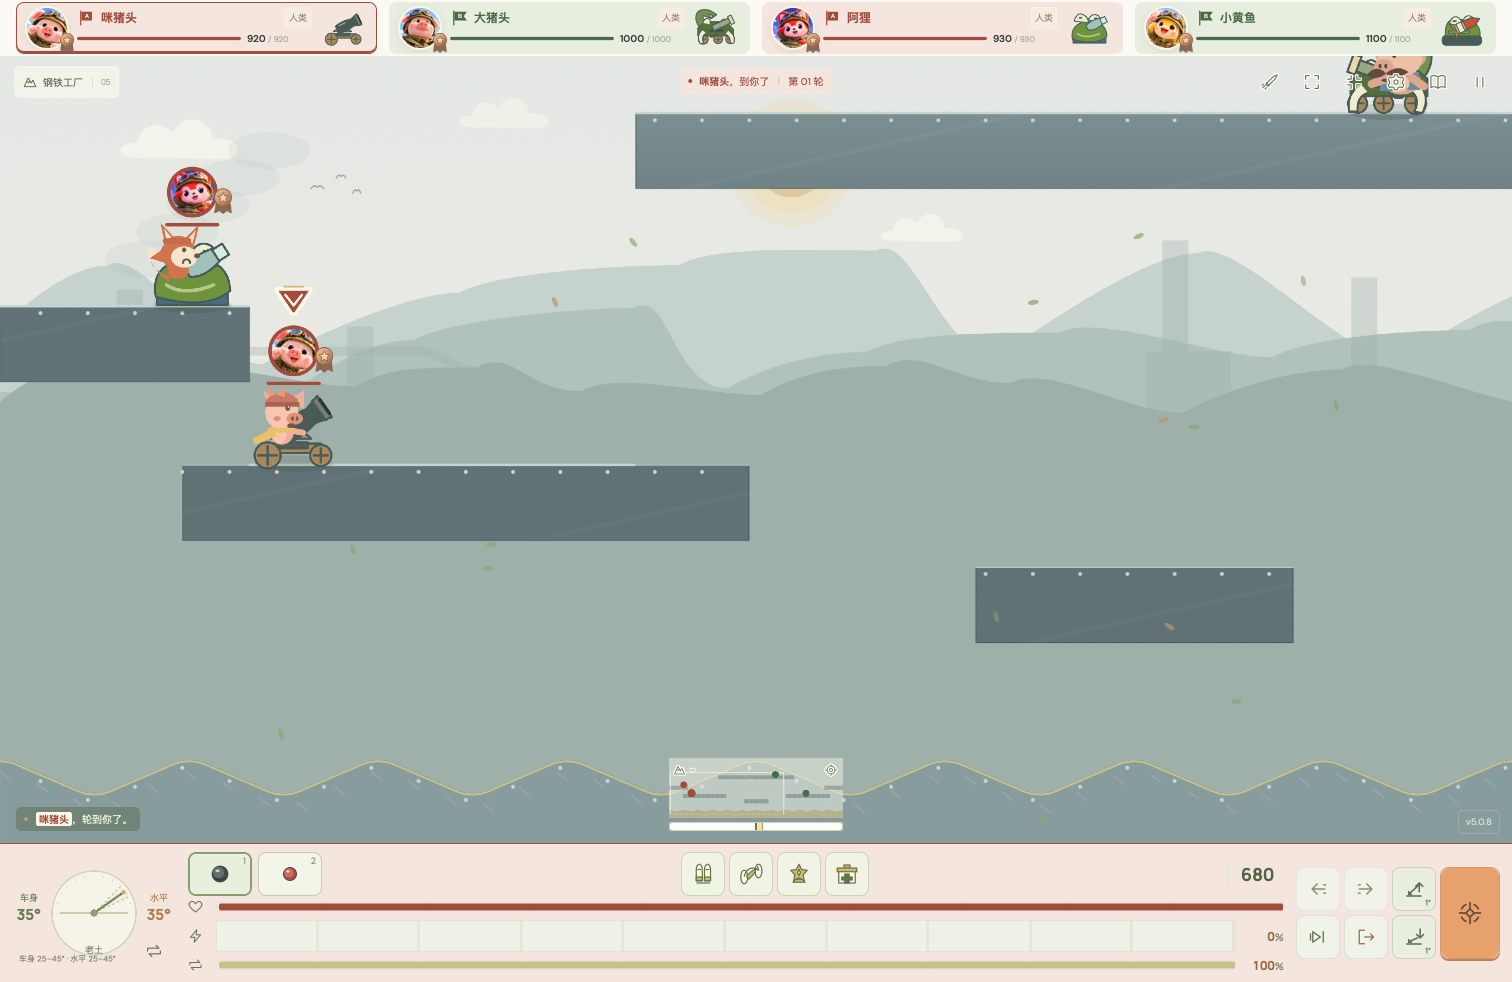 咪猪头
人类
920 / 920
大猪头
人类
1000 / 1000
阿狸
人类
930 / 930
小黄鱼
人类
1100 / 1100
钢铁工厂 05
咪猪头，到你了 第 01 轮
咪猪头，轮到你了。
v5.0.8
1
2
680
车身
35°
水平
35°
老土
车身 25~45° · 水平 25~45°
0%
100%
1°
1°